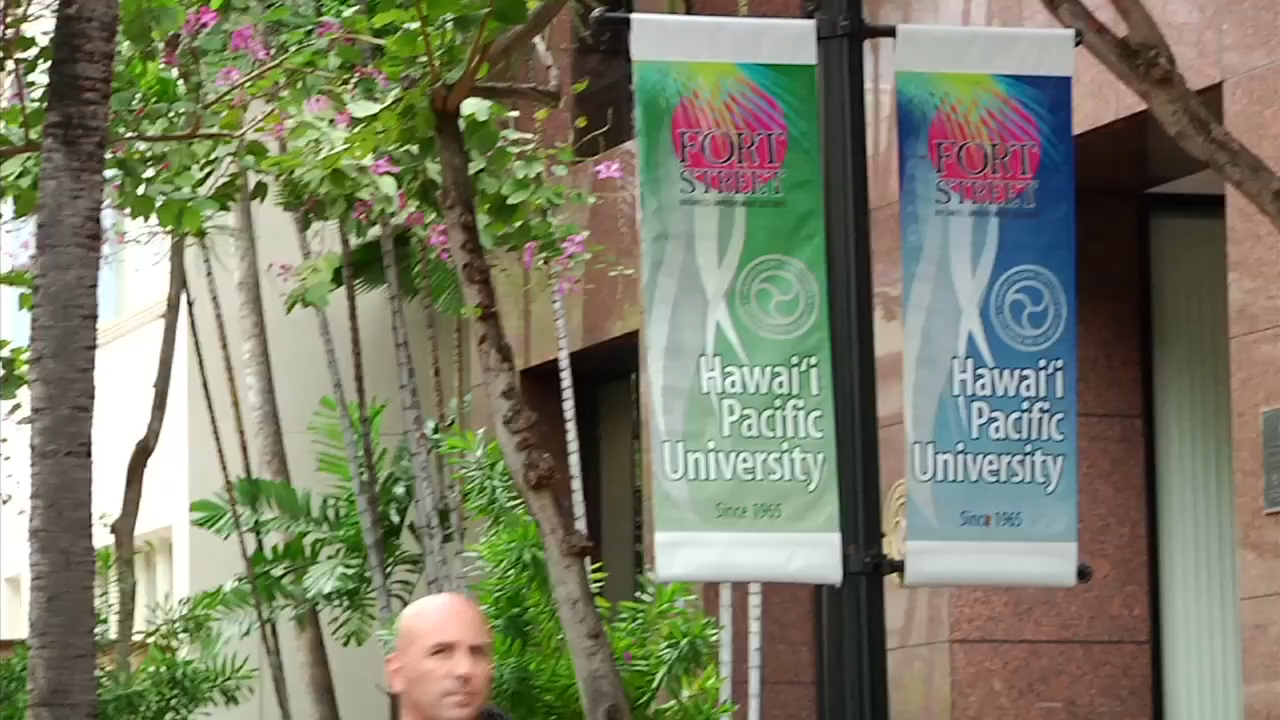 FORT
STREET
Hawai‘i
Pacific
University
Since 1965
FORT
STREET
Hawai‘i
Pacific
University
Since 1965